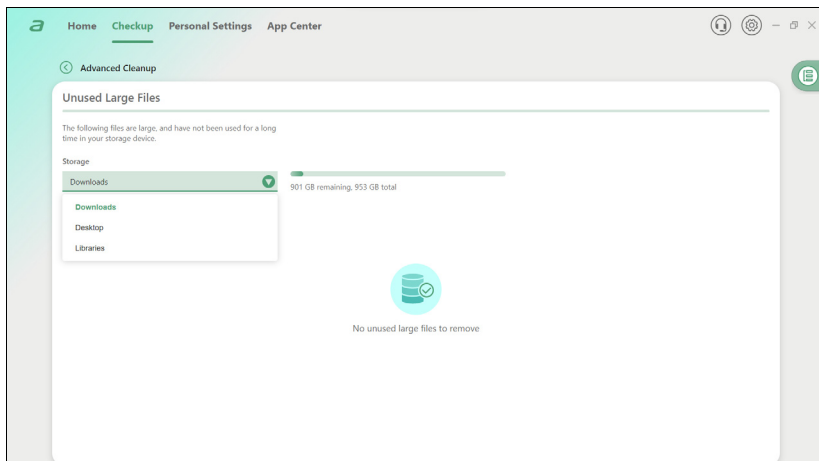 a Home Checkup Personal Settings App Center
Advanced Cleanup
Unused Large Files
The following files are large, and have not been used for a long
time in your storage device.
Storage
Downloads
901 GB remaining, 953 GB total
Downloads
Desktop
Libraries
No unused large files to remove